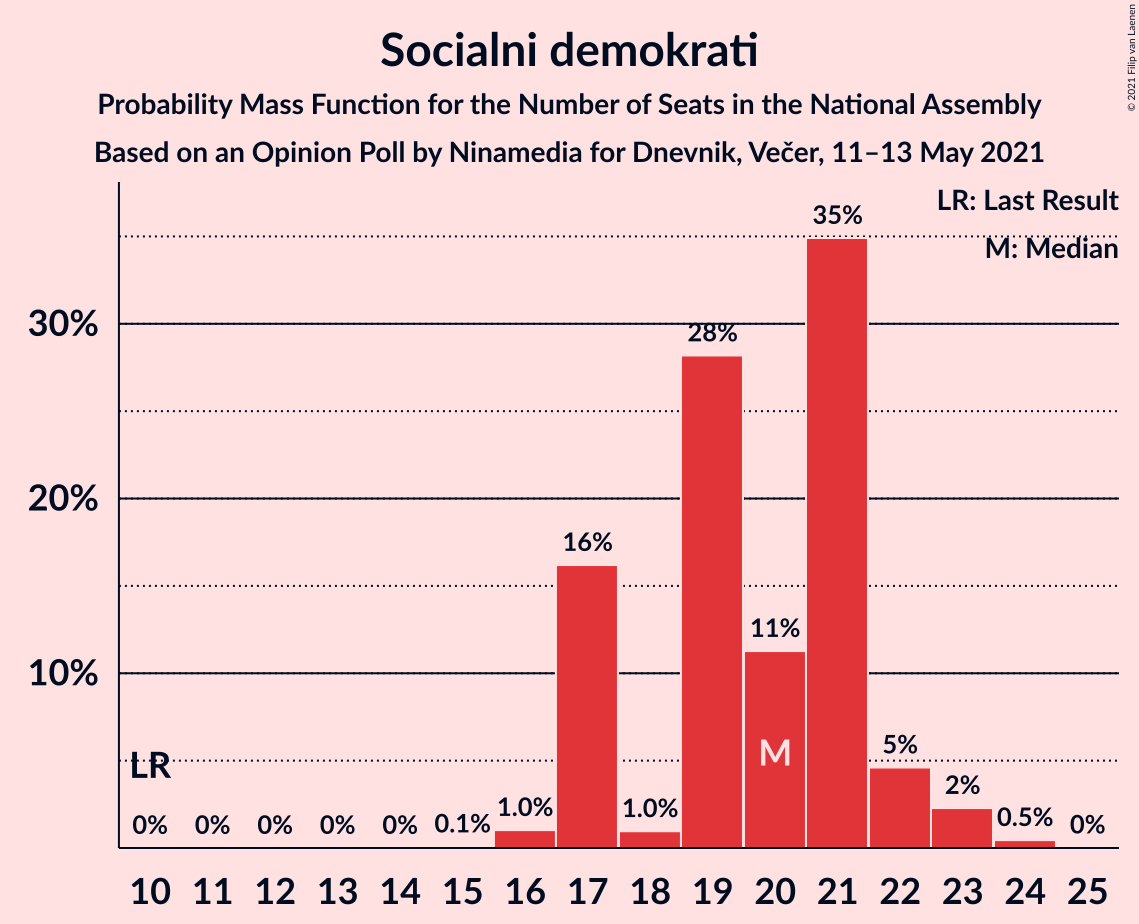 Socialni demokrati
Probability Mass Function for the Number of Seats in the National Assembly
Based on an Opinion Poll by Ninamedia for Dnevnik, Večer, 11–13 May 2021
© 2021 Filip van Laenen
LR: Last Result
M: Median
35%
30%
28%
20%
16%
11%
10%
LR
M
5%
2%
0% 0% 0% 0% 0% 0.1% 1.0% 1.0% 0.5% 0%
10 11 12 13 14 15 16 17 18 19 20 21 22 23 24 25